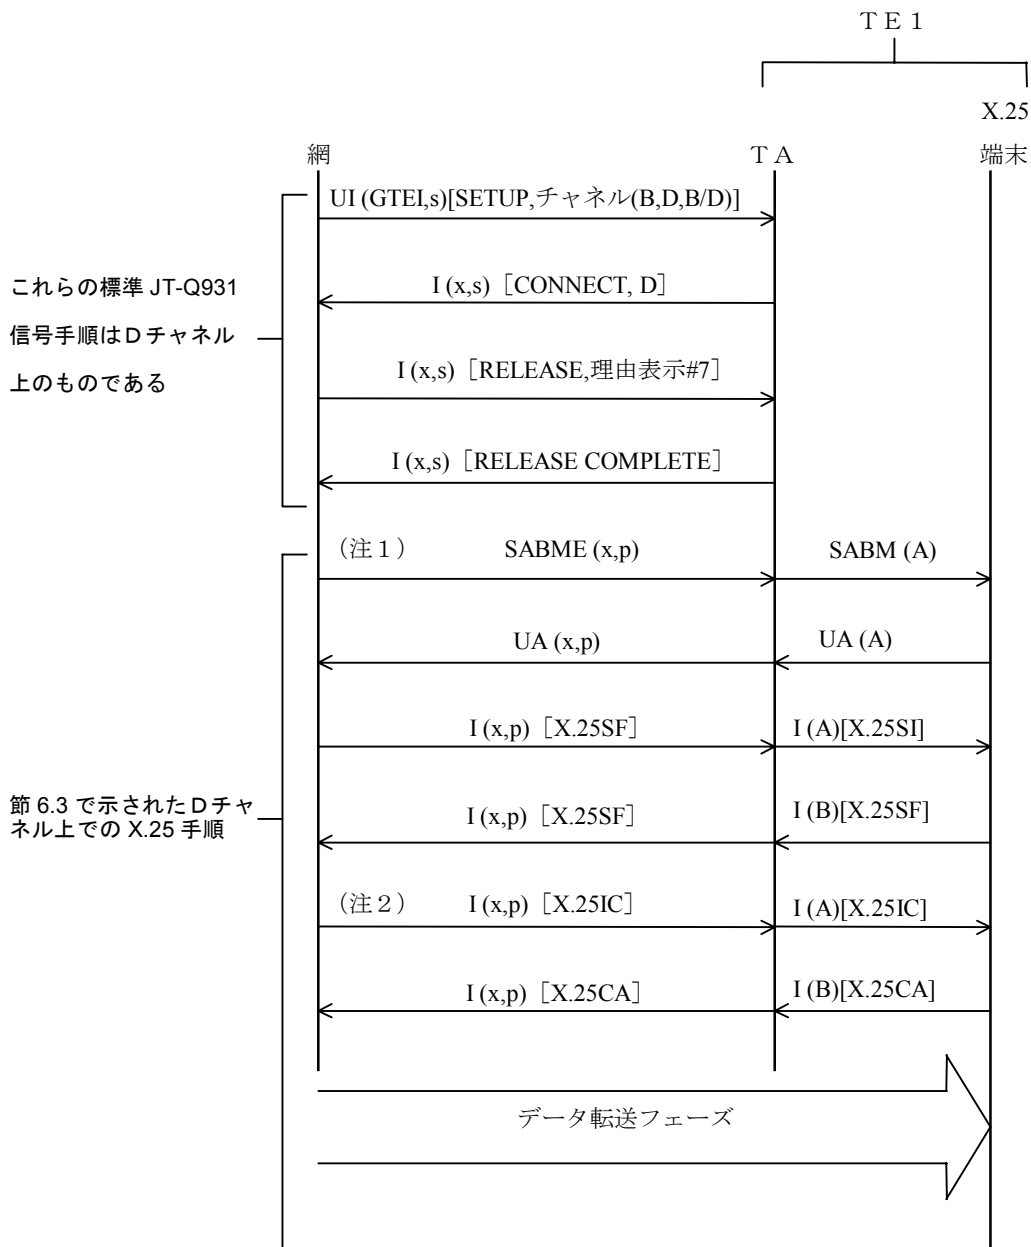 ＴＥ１
X.25
網
ＴＡ
端末
UI (GTEI,s)[SETUP,チャネル(B,D,B/D)]
これらの標準 JT-Q931
信号手順はＤチャネル
上のものである
I (x,s)［CONNECT, D］
I (x,s)［RELEASE,理由表示#7］
I (x,s)［RELEASE COMPLETE］
（注１） SABME (x,p) SABM (A)
UA (x,p) UA (A)
I (x,p)［X.25SF］ I (A)[X.25SI]
節 6.3 で示されたＤチャ
ネル上での X.25 手順
I (x,p)［X.25SF］ I (B)[X.25SF]
（注２） I (x,p)［X.25IC］ I (A)[X.25IC]
I (x,p)［X.25CA］ I (B)[X.25CA]
データ転送フェーズ